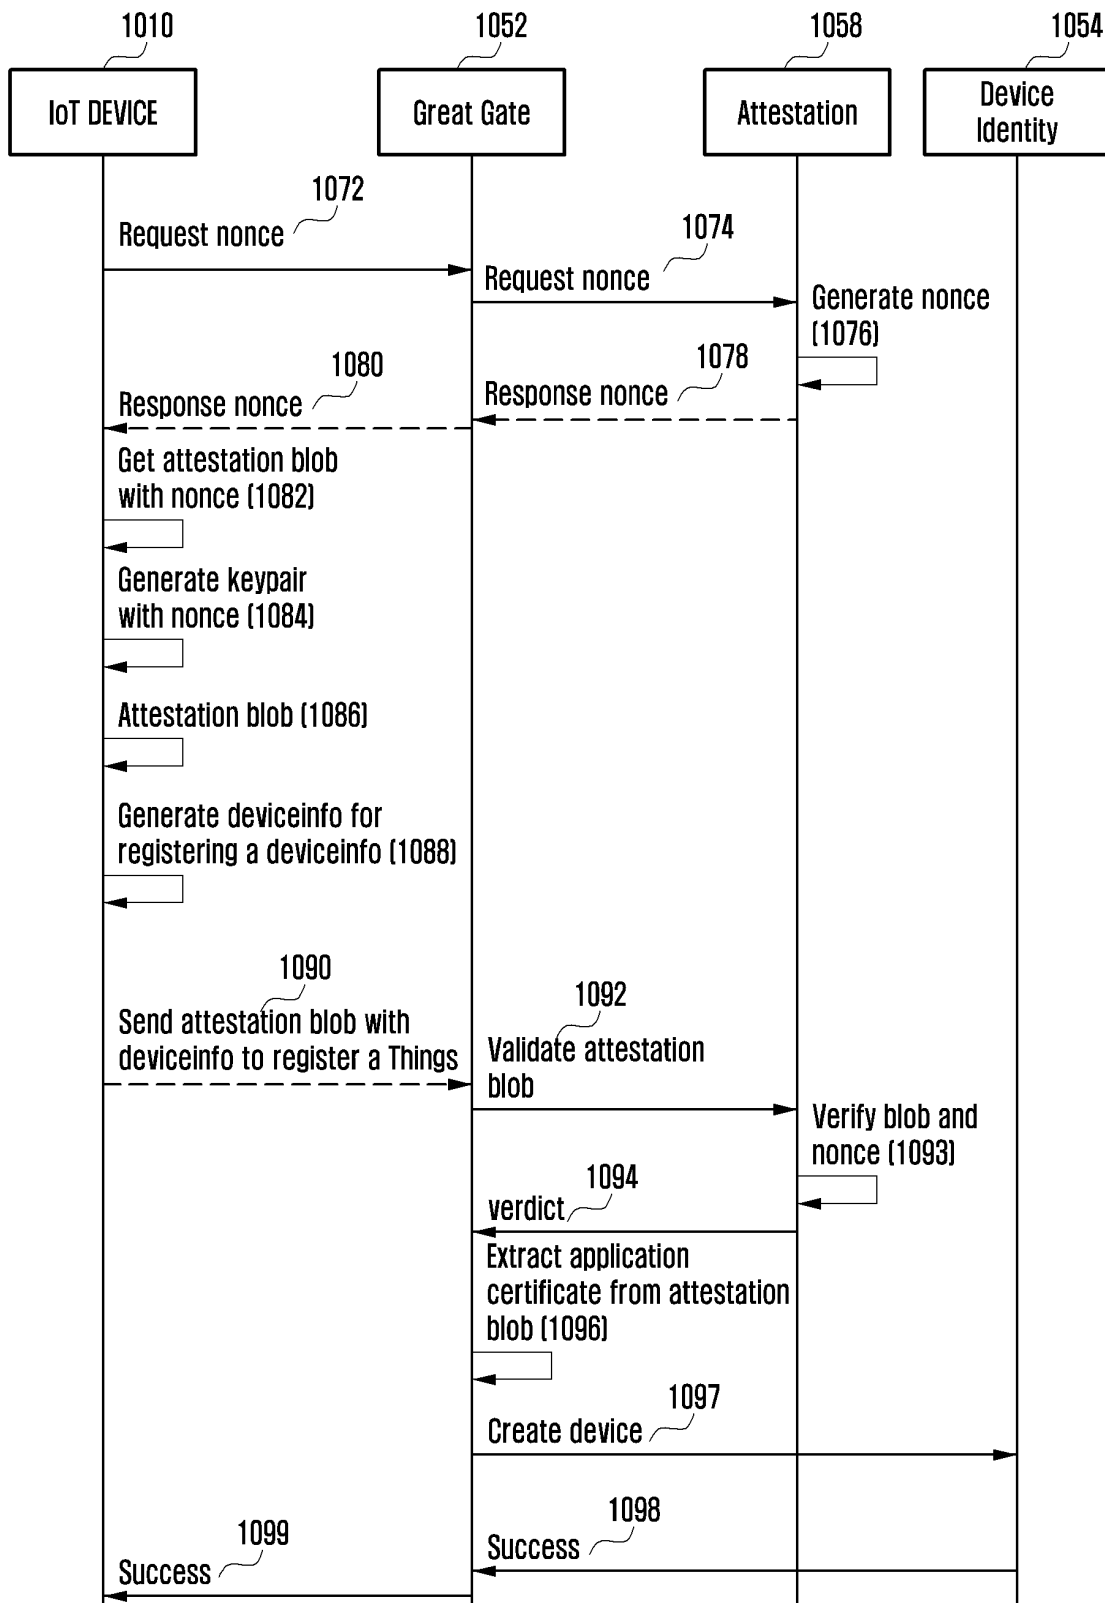 1010
1052
1058
1054
IoT DEVICE
Great Gate
Attestation
Device
Identity
1072
Request nonce
1074
Request nonce
Generate nonce
(1076)
1080
Response nonce
1078
Response nonce
Get attestation blob
with nonce (1082)
Generate keypair
with nonce (1084)
Attestation blob (1086)
Generate deviceinfo for
registering a deviceinfo (1088)
1090
Send attestation blob with
deviceinfo to register a Things
1092
Validate attestation
blob
Verify blob and
nonce (1093)
1094
verdict
Extract application
certificate from attestation
blob (1096)
1097
Create device
1098
Success
1099
Success